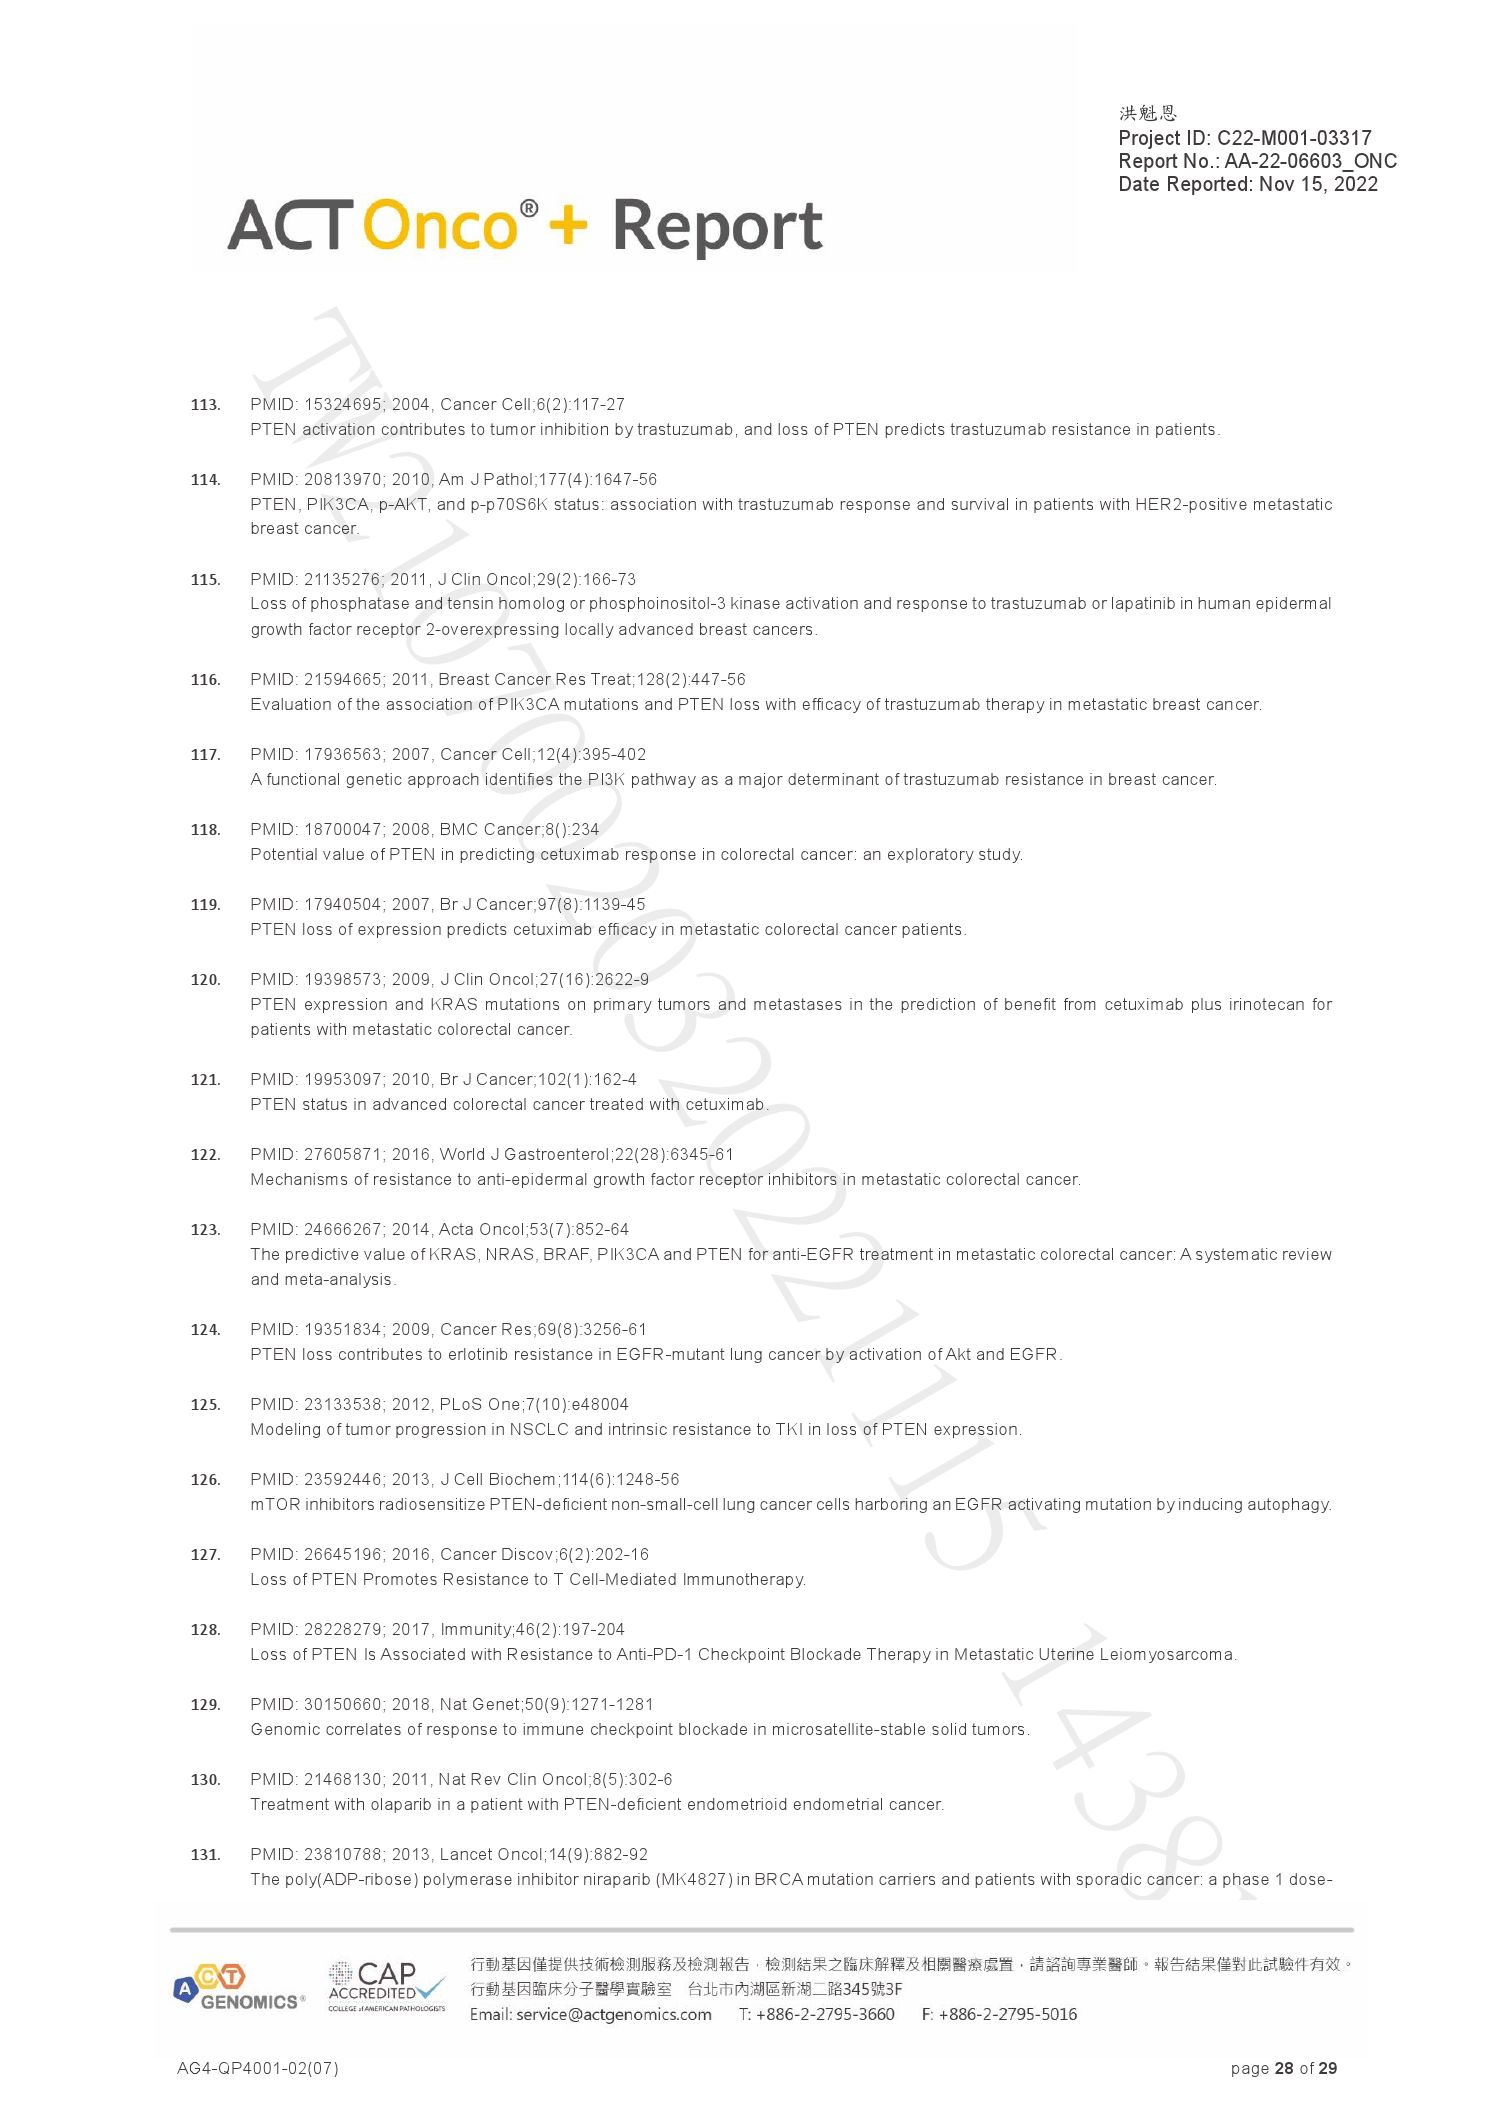 洪魁恩
Project ID: C22-M001-03317
Report No.: AA-22-06603_ONC
Date Reported: Nov 15, 2022
ACTOnco®+ Report
113. PMID: 15324695; 2004, Cancer Cell;6(2):117-27
PTEN activation contributes to tumor inhibition by trastuzumab, and loss of PTEN predicts trastuzumab resistance in patients.
114. PMID: 20813970; 2010, Am J Pathol;177(4):1647-56
PTEN, PIK3CA, p-AKT, and p-p70S6K status: association with trastuzumab response and survival in patients with HER2-positive metastatic
breast cancer.
115. PMID: 21135276; 2011, J Clin Oncol;29(2):166-73
Loss of phosphatase and tensin homolog or phosphoinositol-3 kinase activation and response to trastuzumab or lapatinib in human epidermal
growth factor receptor 2-overexpressing locally advanced breast cancers.
116. PMID: 21594665; 2011, Breast Cancer Res Treat;128(2):447-56
Evaluation of the association of PIK3CA mutations and PTEN loss with efficacy of trastuzumab therapy in metastatic breast cancer.
117. PMID: 17936563; 2007, Cancer Cell;12(4):395-402
A functional genetic approach identifies the PI3K pathway as a major determinant of trastuzumab resistance in breast cancer.
118. PMID: 18700047; 2008, BMC Cancer;8():234
Potential value of PTEN in predicting cetuximab response in colorectal cancer: an exploratory study.
119. PMID: 17940504; 2007, Br J Cancer;97(8):1139-45
PTEN loss of expression predicts cetuximab efficacy in metastatic colorectal cancer patients.
120. PMID: 19398573; 2009, J Clin Oncol;27(16):2622-9
PTEN expression and KRAS mutations on primary tumors and metastases in the prediction of benefit from cetuximab plus irinotecan for
patients with metastatic colorectal cancer.
121. PMID: 19953097; 2010, Br J Cancer;102(1):162-4
PTEN status in advanced colorectal cancer treated with cetuximab.
122. PMID: 27605871; 2016, World J Gastroenterol;22(28):6345-61
Mechanisms of resistance to anti-epidermal growth factor receptor inhibitors in metastatic colorectal cancer.
123. PMID: 24666267; 2014, Acta Oncol;53(7):852-64
The predictive value of KRAS, NRAS, BRAF, PIK3CA and PTEN for anti-EGFR treatment in metastatic colorectal cancer: A systematic review
and meta-analysis.
124. PMID: 19351834; 2009, Cancer Res;69(8):3256-61
PTEN loss contributes to erlotinib resistance in EGFR-mutant lung cancer by activation of Akt and EGFR.
125. PMID: 23133538; 2012, PLoS One;7(10):e48004
Modeling of tumor progression in NSCLC and intrinsic resistance to TKI in loss of PTEN expression.
126. PMID: 23592446; 2013, J Cell Biochem;114(6):1248-56
mTOR inhibitors radiosensitize PTEN-deficient non-small-cell lung cancer cells harboring an EGFR activating mutation by inducing autophagy.
127. PMID: 26645196; 2016, Cancer Discov;6(2):202-16
Loss of PTEN Promotes Resistance to T Cell-Mediated Immunotherapy.
128. PMID: 28228279; 2017, Immunity;46(2):197-204
Loss of PTEN Is Associated with Resistance to Anti-PD-1 Checkpoint Blockade Therapy in Metastatic Uterine Leiomyosarcoma.
129. PMID: 30150660; 2018, Nat Genet;50(9):1271-1281
Genomic correlates of response to immune checkpoint blockade in microsatellite-stable solid tumors.
130. PMID: 21468130; 2011, Nat Rev Clin Oncol;8(5):302-6
Treatment with olaparib in a patient with PTEN-deficient endometrioid endometrial cancer.
131. PMID: 23810788; 2013, Lancet Oncol;14(9):882-92
The poly(ADP-ribose) polymerase inhibitor niraparib (MK4827) in BRCA mutation carriers and patients with sporadic cancer: a phase 1 dose-
ACT GENOMICS®
CAP ACCREDITED
COLLEGE of AMERICAN PATHOLOGISTS
行動基因僅提供技術檢測服務及檢測報告，檢測結果之臨床解釋及相關醫療處置，請諮詢專業醫師。報告結果僅對此試驗件有效。
行動基因臨床分子醫學實驗室 台北市內湖區新湖二路345號3F
Email: service@actgenomics.com T: +886-2-2795-3660 F: +886-2-2795-5016
AG4-QP4001-02(07)
page 28 of 29